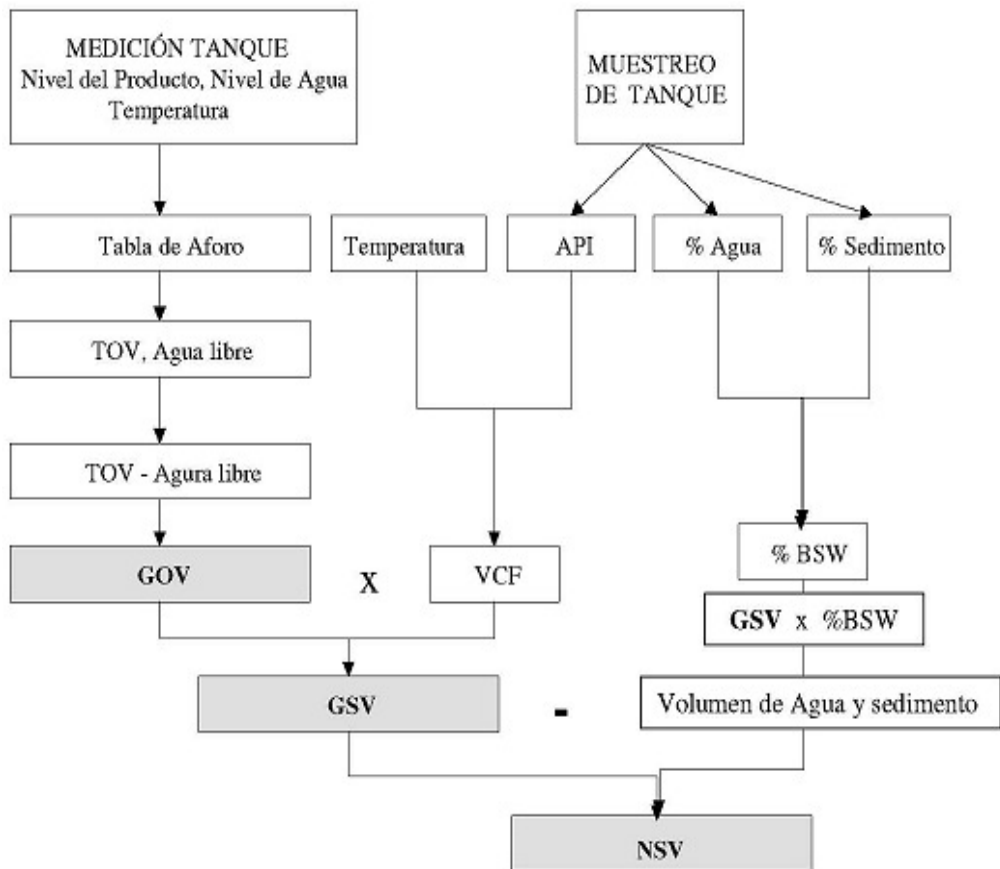 MEDICIÓN TANQUE
Nivel del Producto, Nivel de Agua
Temperatura
MUESTREO
DE TANQUE
Tabla de Aforo
Temperatura
API
% Agua
% Sedimento
TOV, Agua libre
TOV - Agura libre
GOV
X
VCF
% BSW
GSV x %BSW
GSV
-
Volumen de Agua y sedimento
NSV